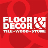 FLOOR &
DECOR
TILE • WOOD • STONE